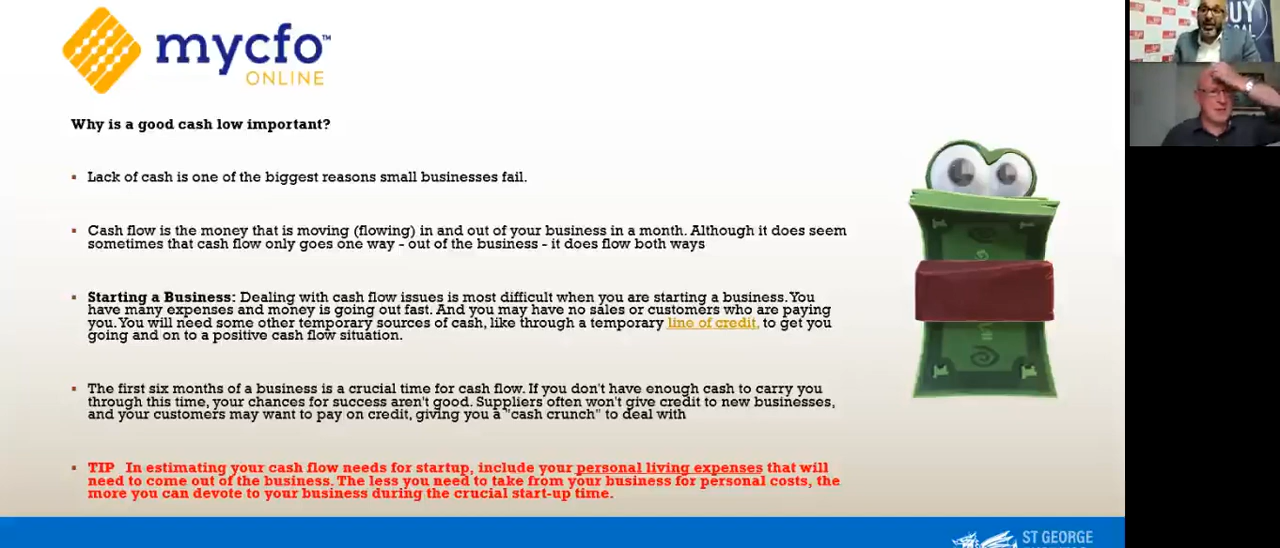 mycfo™
ONLINE
Why is a good cash low important?
▪ Lack of cash is one of the biggest reasons small businesses fail.
▪ Cash flow is the money that is moving (flowing) in and out of your business in a month. Although it does seem
sometimes that cash flow only goes one way - out of the business - it does flow both ways
▪ Starting a Business: Dealing with cash flow issues is most difficult when you are starting a business. You
have many expenses and money is going out fast. And you may have no sales or customers who are paying
you. You will need some other temporary sources of cash, like through a temporary line of credit, to get you
going and on to a positive cash flow situation.
▪ The first six months of a business is a crucial time for cash flow. If you don't have enough cash to carry you
through this time, your chances for success aren't good. Suppliers often won't give credit to new businesses,
and your customers may want to pay on credit, giving you a "cash crunch" to deal with
▪ TIP In estimating your cash flow needs for startup, include your personal living expenses that will
need to come out of the business. The less you need to take from your business for personal costs, the
more you can devote to your business during the crucial start-up time.
ST GEORGE